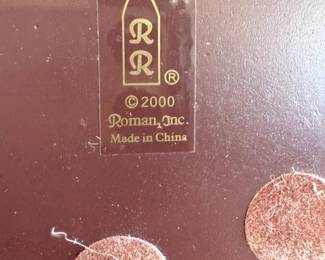 R
R®
© 2000
Roman, Inc.
Made in China